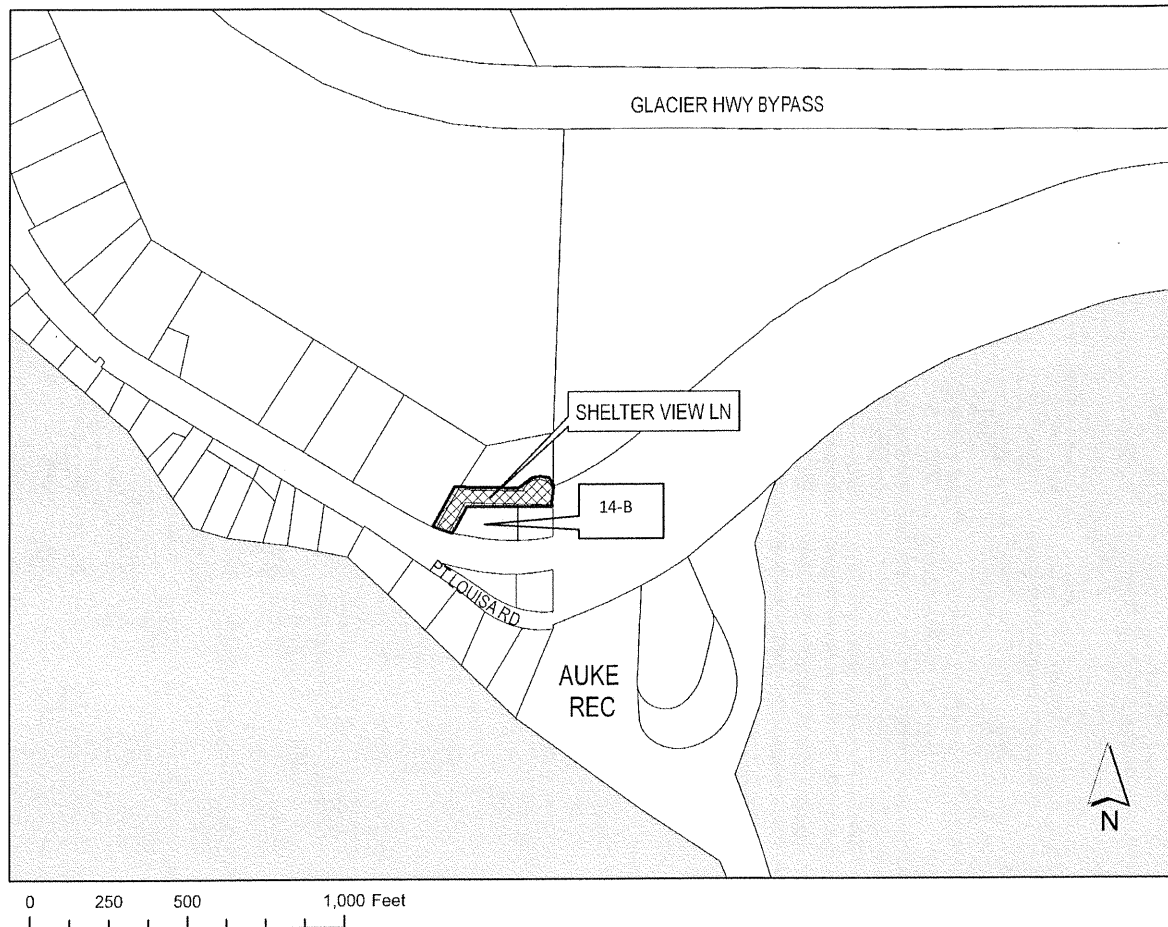 GLACIER HWY BYPASS
SHELTER VIEW LN
14-B
PT LOUISA RD
AUKE
REC
N
0 250 500 1,000 Feet